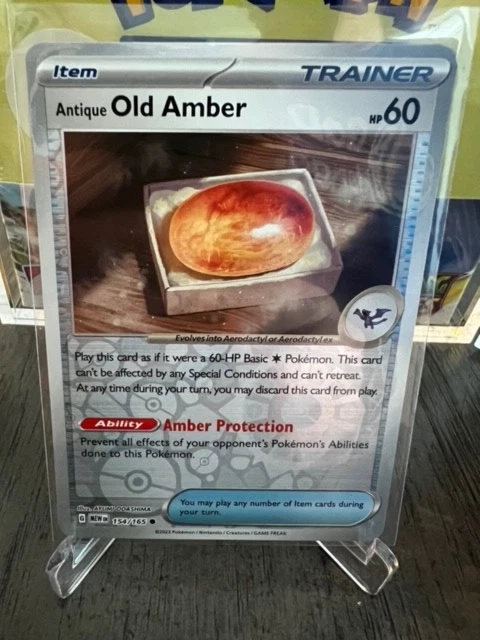 Item
TRAINER
Antique Old Amber
HP60
Evolves into Aerodactyl or Aerodactyl ex
Play this card as if it were a 60-HP Basic Pokémon. This card
can't be affected by any Special Conditions and can't retreat.
At any time during your turn, you may discard this card from play.
Ability Amber Protection
Prevent all effects of your opponent's Pokémon's Abilities
done to this Pokémon.
Illus. AYUMI ODASHIMA
G MEW EN 154/165
You may play any number of Item cards during
your turn.
©2023 Pokémon / Nintendo / Creatures / GAME FREAK